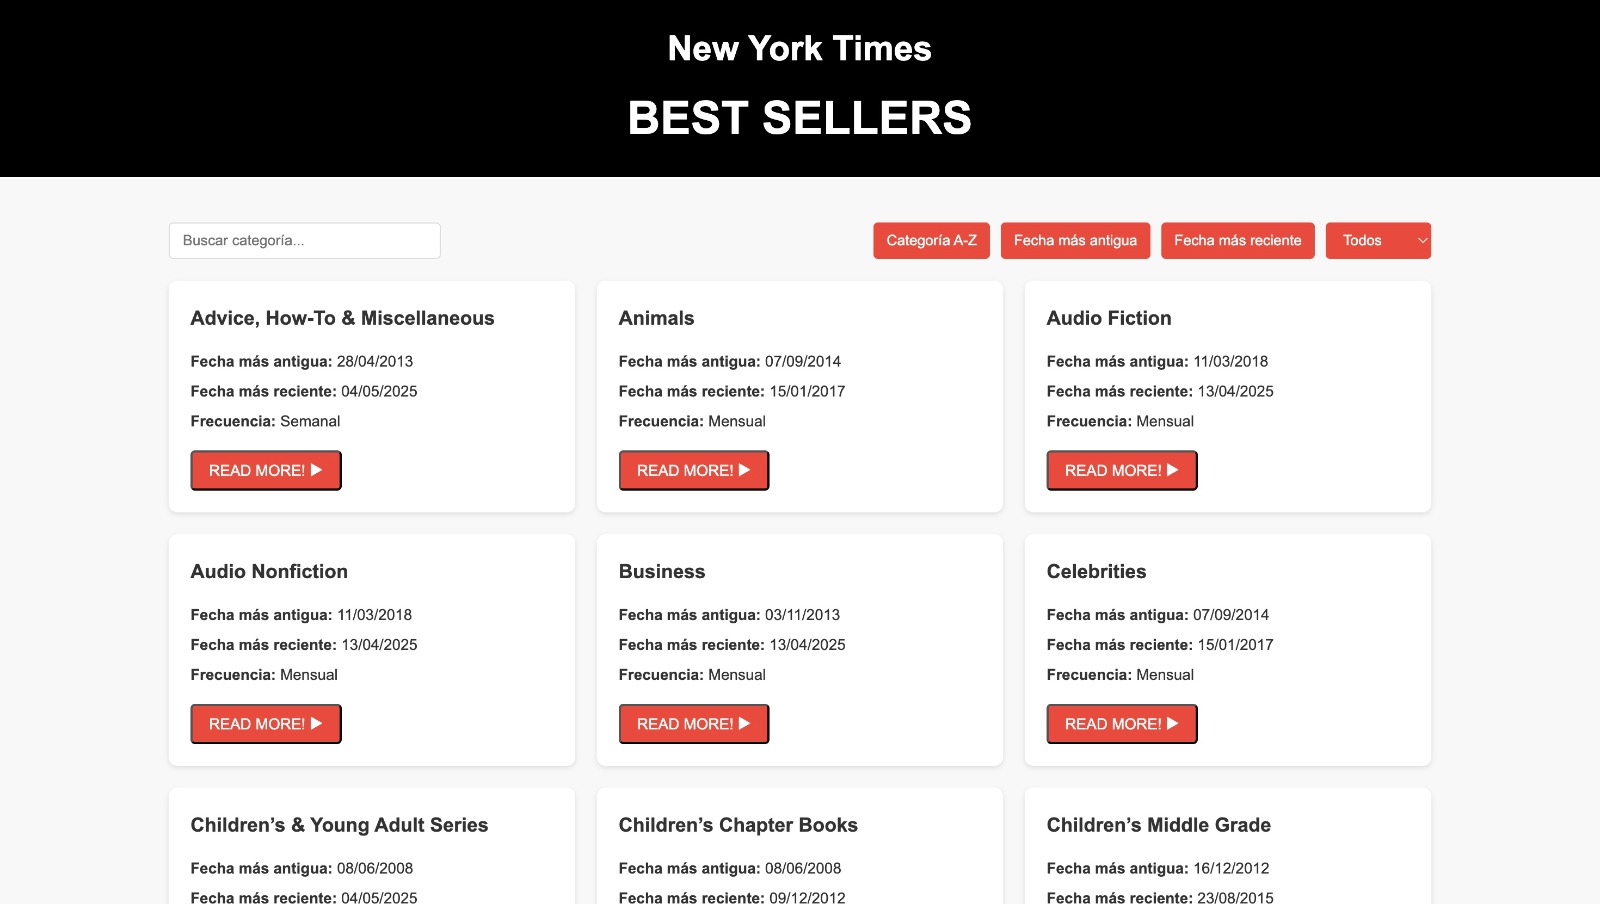 New York Times
BEST SELLERS
Buscar categoría...
Categoría A-Z
Fecha más antigua
Fecha más reciente
Todos
Advice, How-To & Miscellaneous
Fecha más antigua: 28/04/2013
Fecha más reciente: 04/05/2025
Frecuencia: Semanal
READ MORE! ▶
Animals
Fecha más antigua: 07/09/2014
Fecha más reciente: 15/01/2017
Frecuencia: Mensual
READ MORE! ▶
Audio Fiction
Fecha más antigua: 11/03/2018
Fecha más reciente: 13/04/2025
Frecuencia: Mensual
READ MORE! ▶
Audio Nonfiction
Fecha más antigua: 11/03/2018
Fecha más reciente: 13/04/2025
Frecuencia: Mensual
READ MORE! ▶
Business
Fecha más antigua: 03/11/2013
Fecha más reciente: 13/04/2025
Frecuencia: Mensual
READ MORE! ▶
Celebrities
Fecha más antigua: 07/09/2014
Fecha más reciente: 15/01/2017
Frecuencia: Mensual
READ MORE! ▶
Children’s & Young Adult Series
Fecha más antigua: 08/06/2008
Fecha más reciente: 04/05/2025
Children’s Chapter Books
Fecha más antigua: 08/06/2008
Fecha más reciente: 09/12/2012
Children’s Middle Grade
Fecha más antigua: 16/12/2012
Fecha más reciente: 23/08/2015